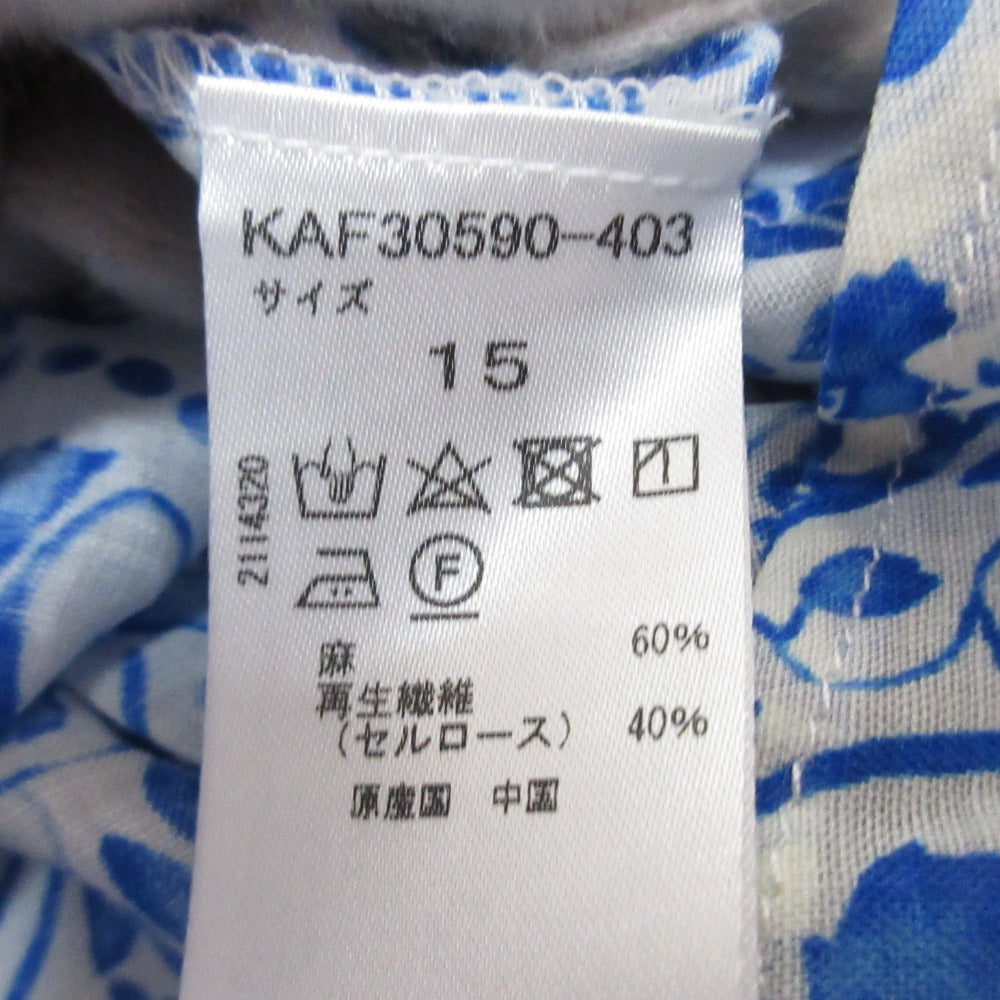 KAF30590-403
サイズ
15
2114320
F
麻 60%
再生繊維
(セルロース) 40%
原産国 中国